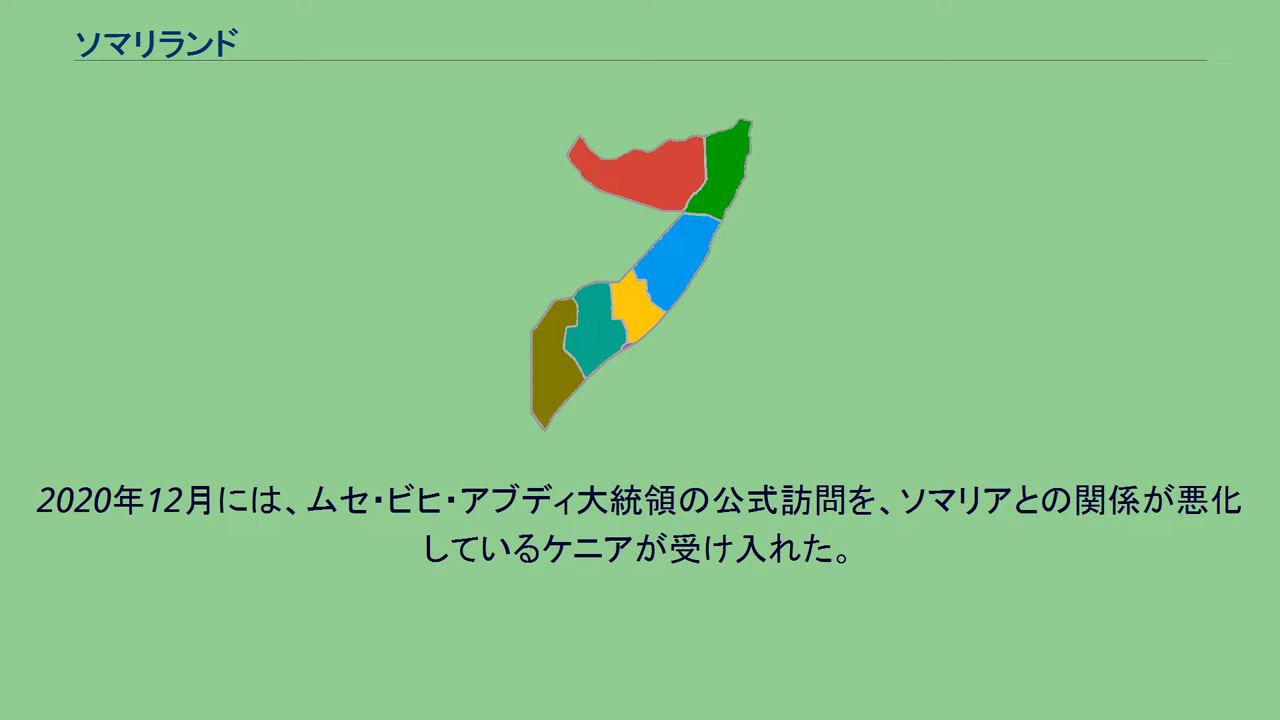 ソマリランド
2020年12月には、ムセ・ビヒ・アブディ大統領の公式訪問を、ソマリアとの関係が悪化
しているケニアが受け入れた。